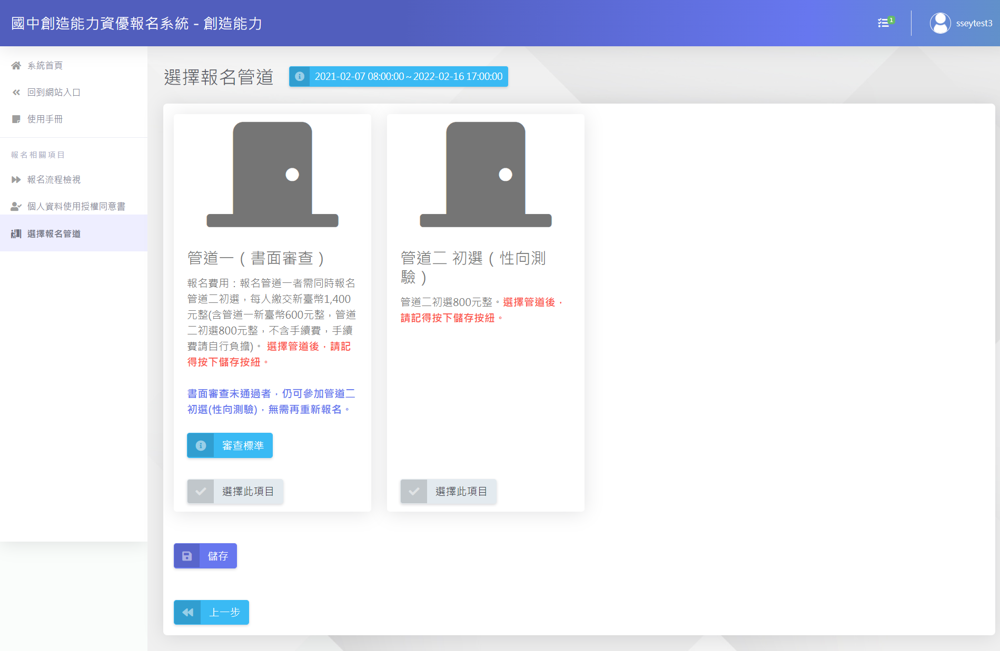 國中創造能力資優報名系統 - 創造能力
1
sseytest3
系統首頁
回到網站入口
使用手冊
報名相關項目
報名流程檢視
個人資料使用授權同意書
選擇報名管道
選擇報名管道
2021-02-07 08:00:00 ~ 2022-02-16 17:00:00
管道一（書面審查）
報名費用：報名管道一者需同時報名
管道二初選，每人繳交新臺幣1,400
元整(含管道一新臺幣600元整，管道
二初選800元整，不含手續費，手續
費請自行負擔)。 選擇管道後，請記
得按下儲存按紐。
書面審查未通過者，仍可參加管道二
初選(性向測驗)，無需再重新報名。
審查標準
選擇此項目
管道二 初選（性向測
驗）
管道二初選800元整。選擇管道後，
請記得按下儲存按紐。
選擇此項目
儲存
上一步